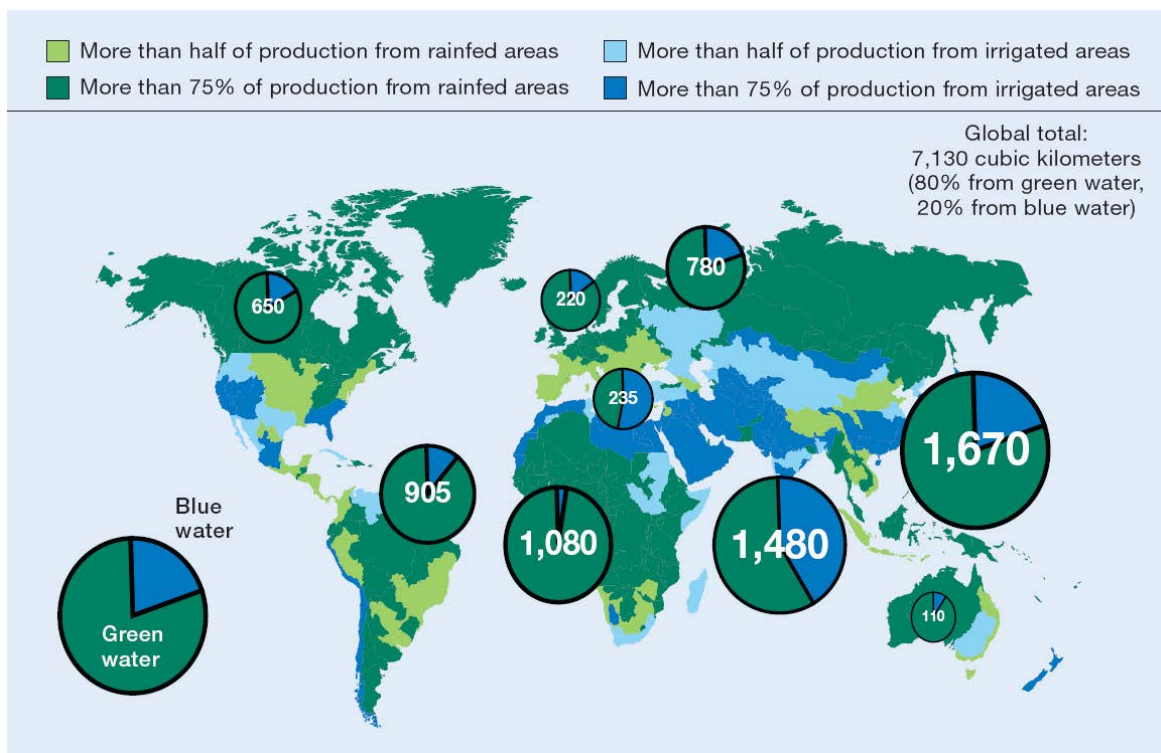 More than half of production from rainfed areas
More than 75% of production from rainfed areas
More than half of production from irrigated areas
More than 75% of production from irrigated areas
Global total:
7,130 cubic kilometers
(80% from green water,
20% from blue water)
780
650
220
235
1,670
905
1,080
1,480
110
Blue
water
Green
water